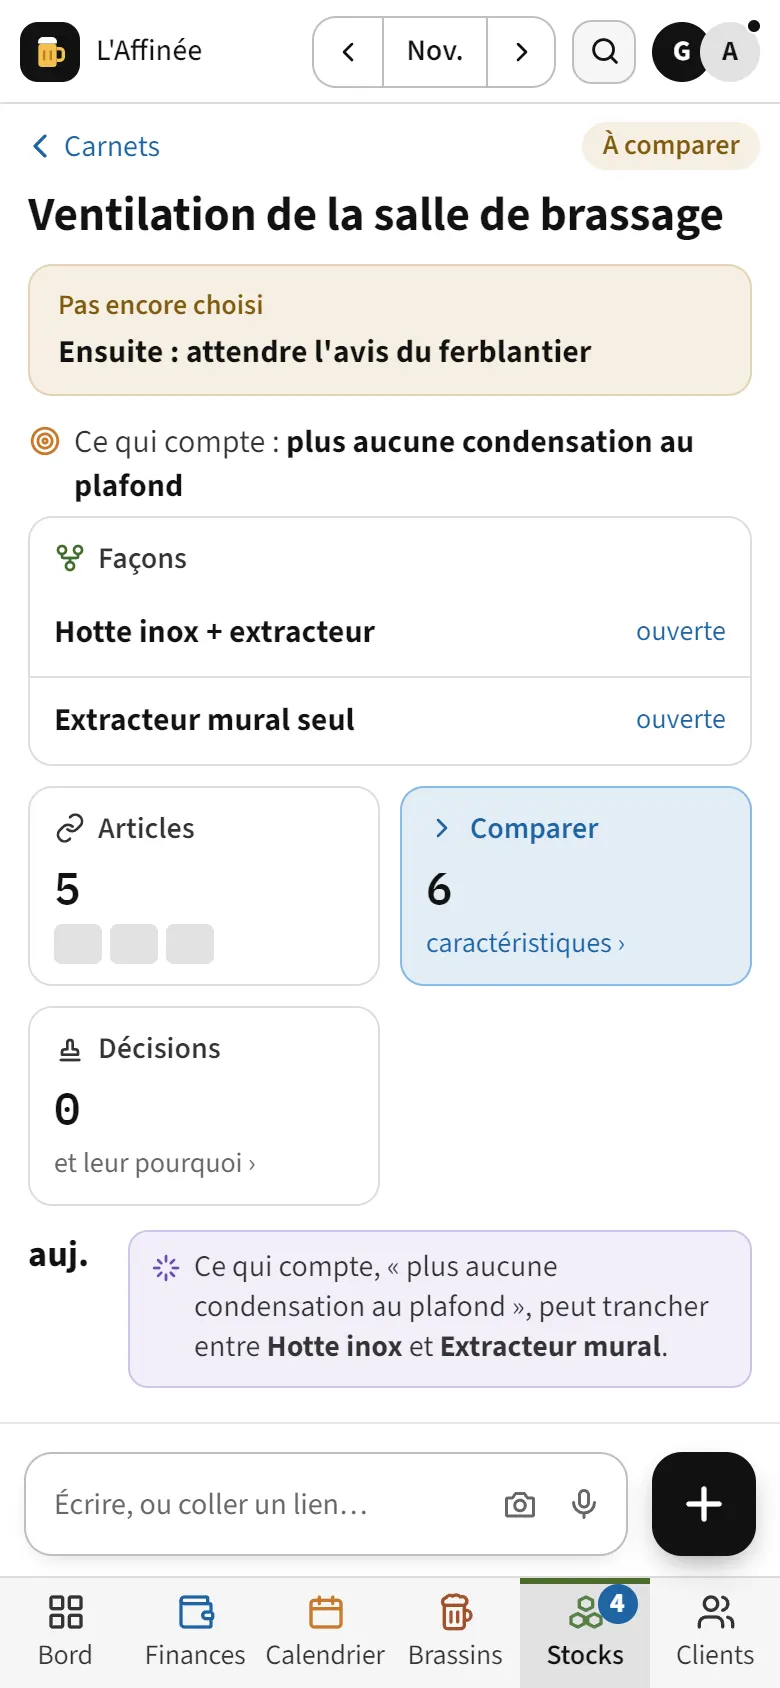 L'Affinée
Nov.
G
A
Carnets
À comparer
Ventilation de la salle de brassage
Pas encore choisi
Ensuite : attendre l'avis du ferblantier
Ce qui compte : plus aucune condensation au
plafond
Façons
Hotte inox + extracteur
ouverte
Extracteur mural seul
ouverte
Articles
5
Comparer
6
caractéristiques ›
Décisions
0
et leur pourquoi ›
auj.
Ce qui compte, « plus aucune
condensation au plafond », peut trancher
entre Hotte inox et Extracteur mural.
Écrire, ou coller un lien…
Bord
Finances
Calendrier
Brassins
4
Stocks
Clients